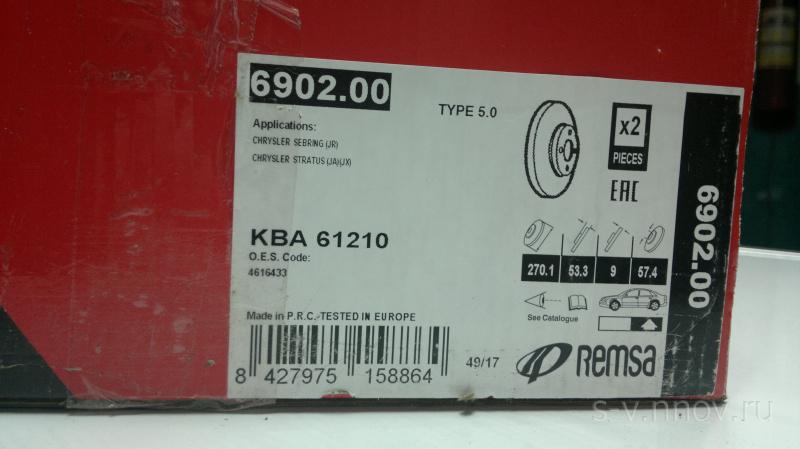 6902.00
TYPE 5.0
Applications:
CHRYSLER SEBRING (JR)
CHRYSLER STRATUS (JA)(JX)
x2
PIECES
EAC
KBA 61210
O.E.S. Code:
4616433
270.1 53.3 9 57.4
See Catalogue
Made in P.R.C.-TESTED IN EUROPE
8 427975 158864
49/17
REMSA
6902.00
s-v.nnov.ru